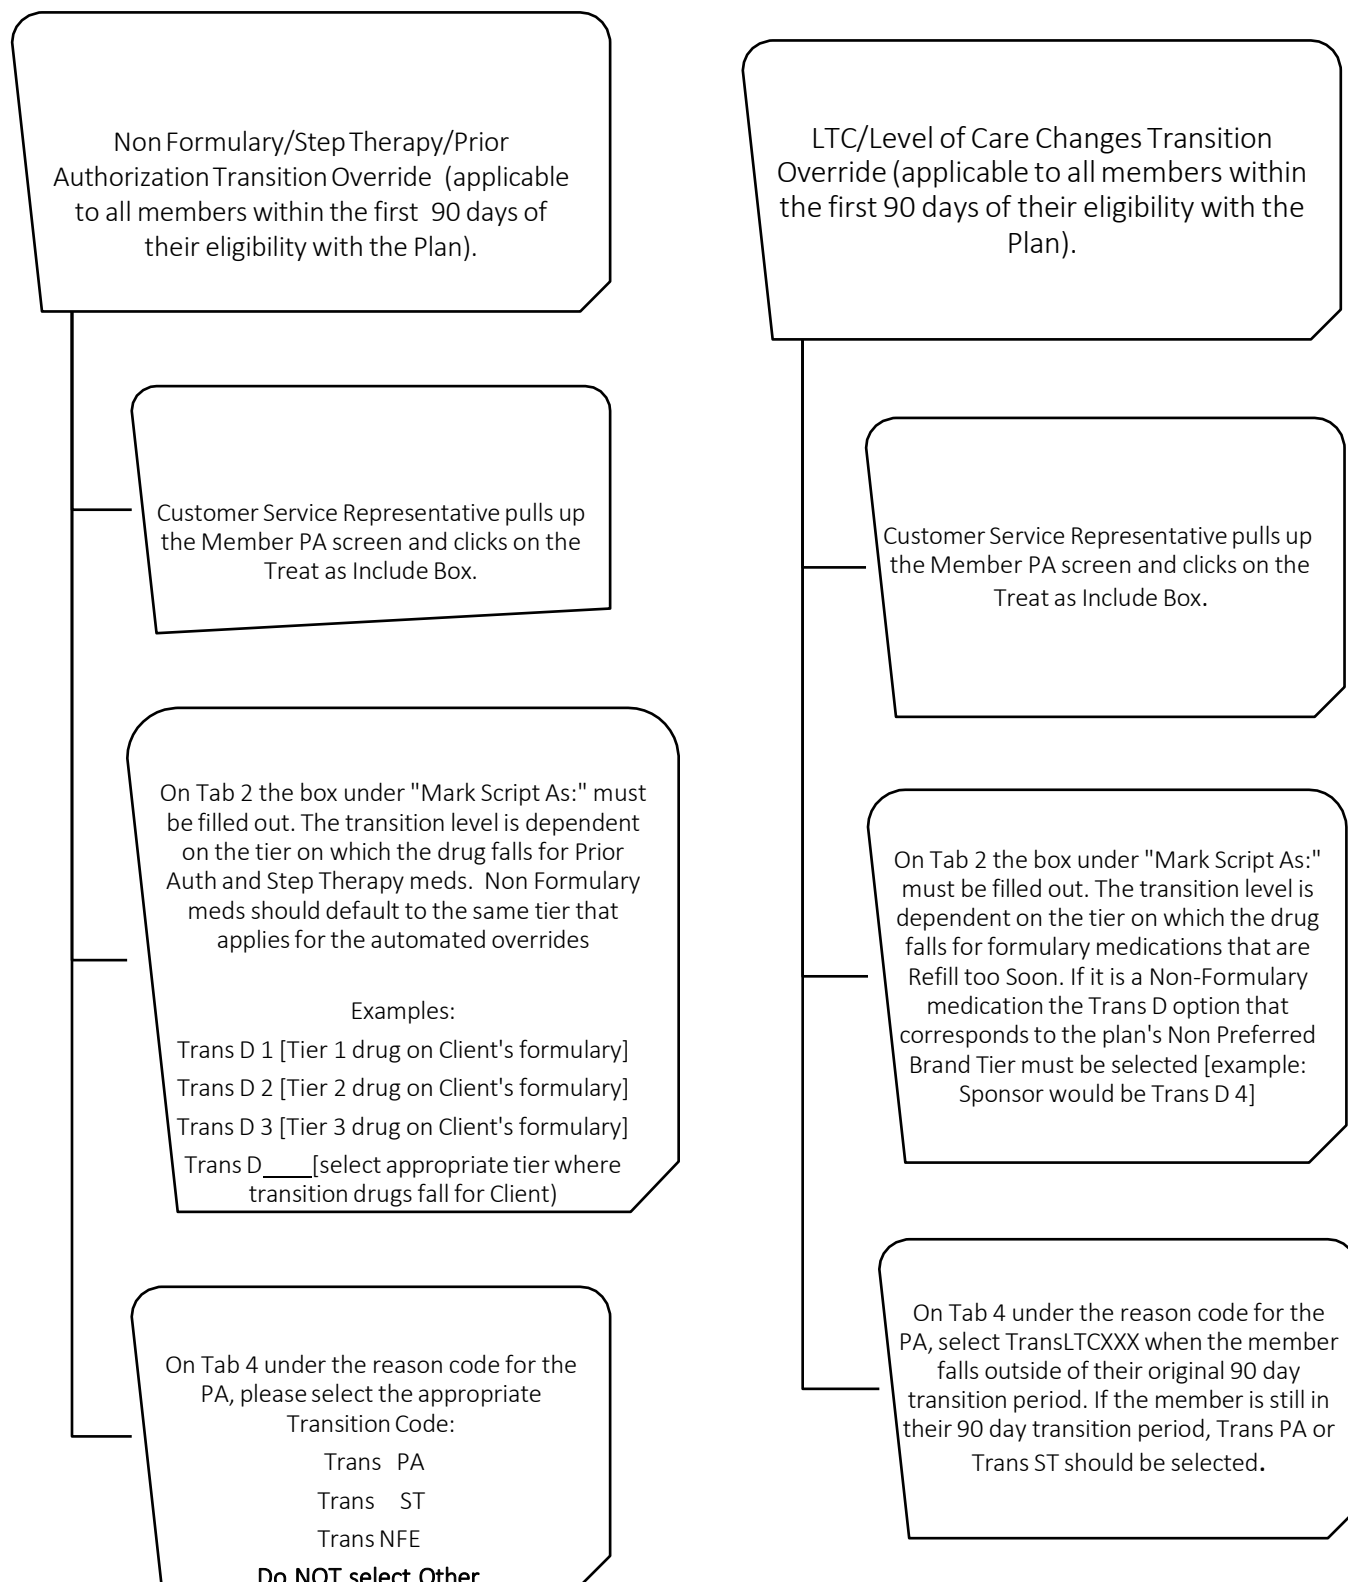 Non Formulary/Step Therapy/Prior
Authorization Transition Override (applicable
to all members within the first 90 days of
their eligibility with the Plan).
Customer Service Representative pulls up
the Member PA screen and clicks on the
Treat as Include Box.
On Tab 2 the box under "Mark Script As:" must
be filled out. The transition level is dependent
on the tier on which the drug falls for Prior
Auth and Step Therapy meds. Non Formulary
meds should default to the same tier that
applies for the automated overrides
Examples:
Trans D 1 [Tier 1 drug on Client's formulary]
Trans D 2 [Tier 2 drug on Client's formulary]
Trans D 3 [Tier 3 drug on Client's formulary]
Trans D____[select appropriate tier where
transition drugs fall for Client)
On Tab 4 under the reason code for the
PA, please select the appropriate
Transition Code:
Trans PA
Trans ST
Trans NFE
Do NOT select Other
LTC/Level of Care Changes Transition
Override (applicable to all members within
the first 90 days of their eligibility with the
Plan).
Customer Service Representative pulls up
the Member PA screen and clicks on the
Treat as Include Box.
On Tab 2 the box under "Mark Script As:"
must be filled out. The transition level is
dependent on the tier on which the drug
falls for formulary medications that are
Refill too Soon. If it is a Non-Formulary
medication the Trans D option that
corresponds to the plan's Non Preferred
Brand Tier must be selected [example:
Sponsor would be Trans D 4]
On Tab 4 under the reason code for the
PA, select TransLTCXXX when the member
falls outside of their original 90 day
transition period. If the member is still in
their 90 day transition period, Trans PA or
Trans ST should be selected.